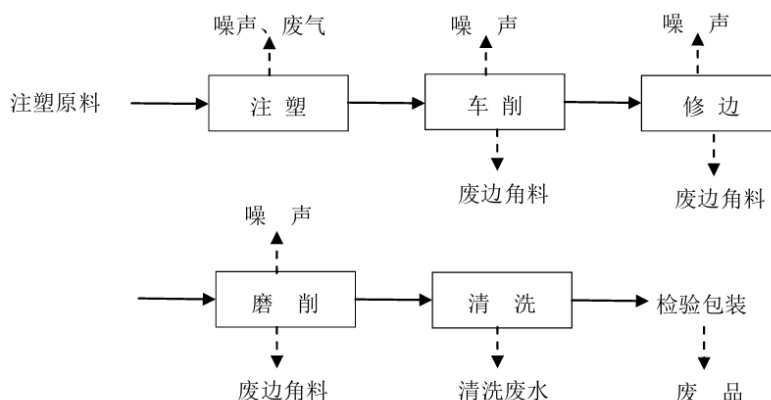 噪声、废气
噪 声
噪 声
注塑原料
注 塑
车 削
修 边
废边角料
废边角料
噪 声
磨 削
清 洗
检验包装
废边角料
清洗废水
废 品